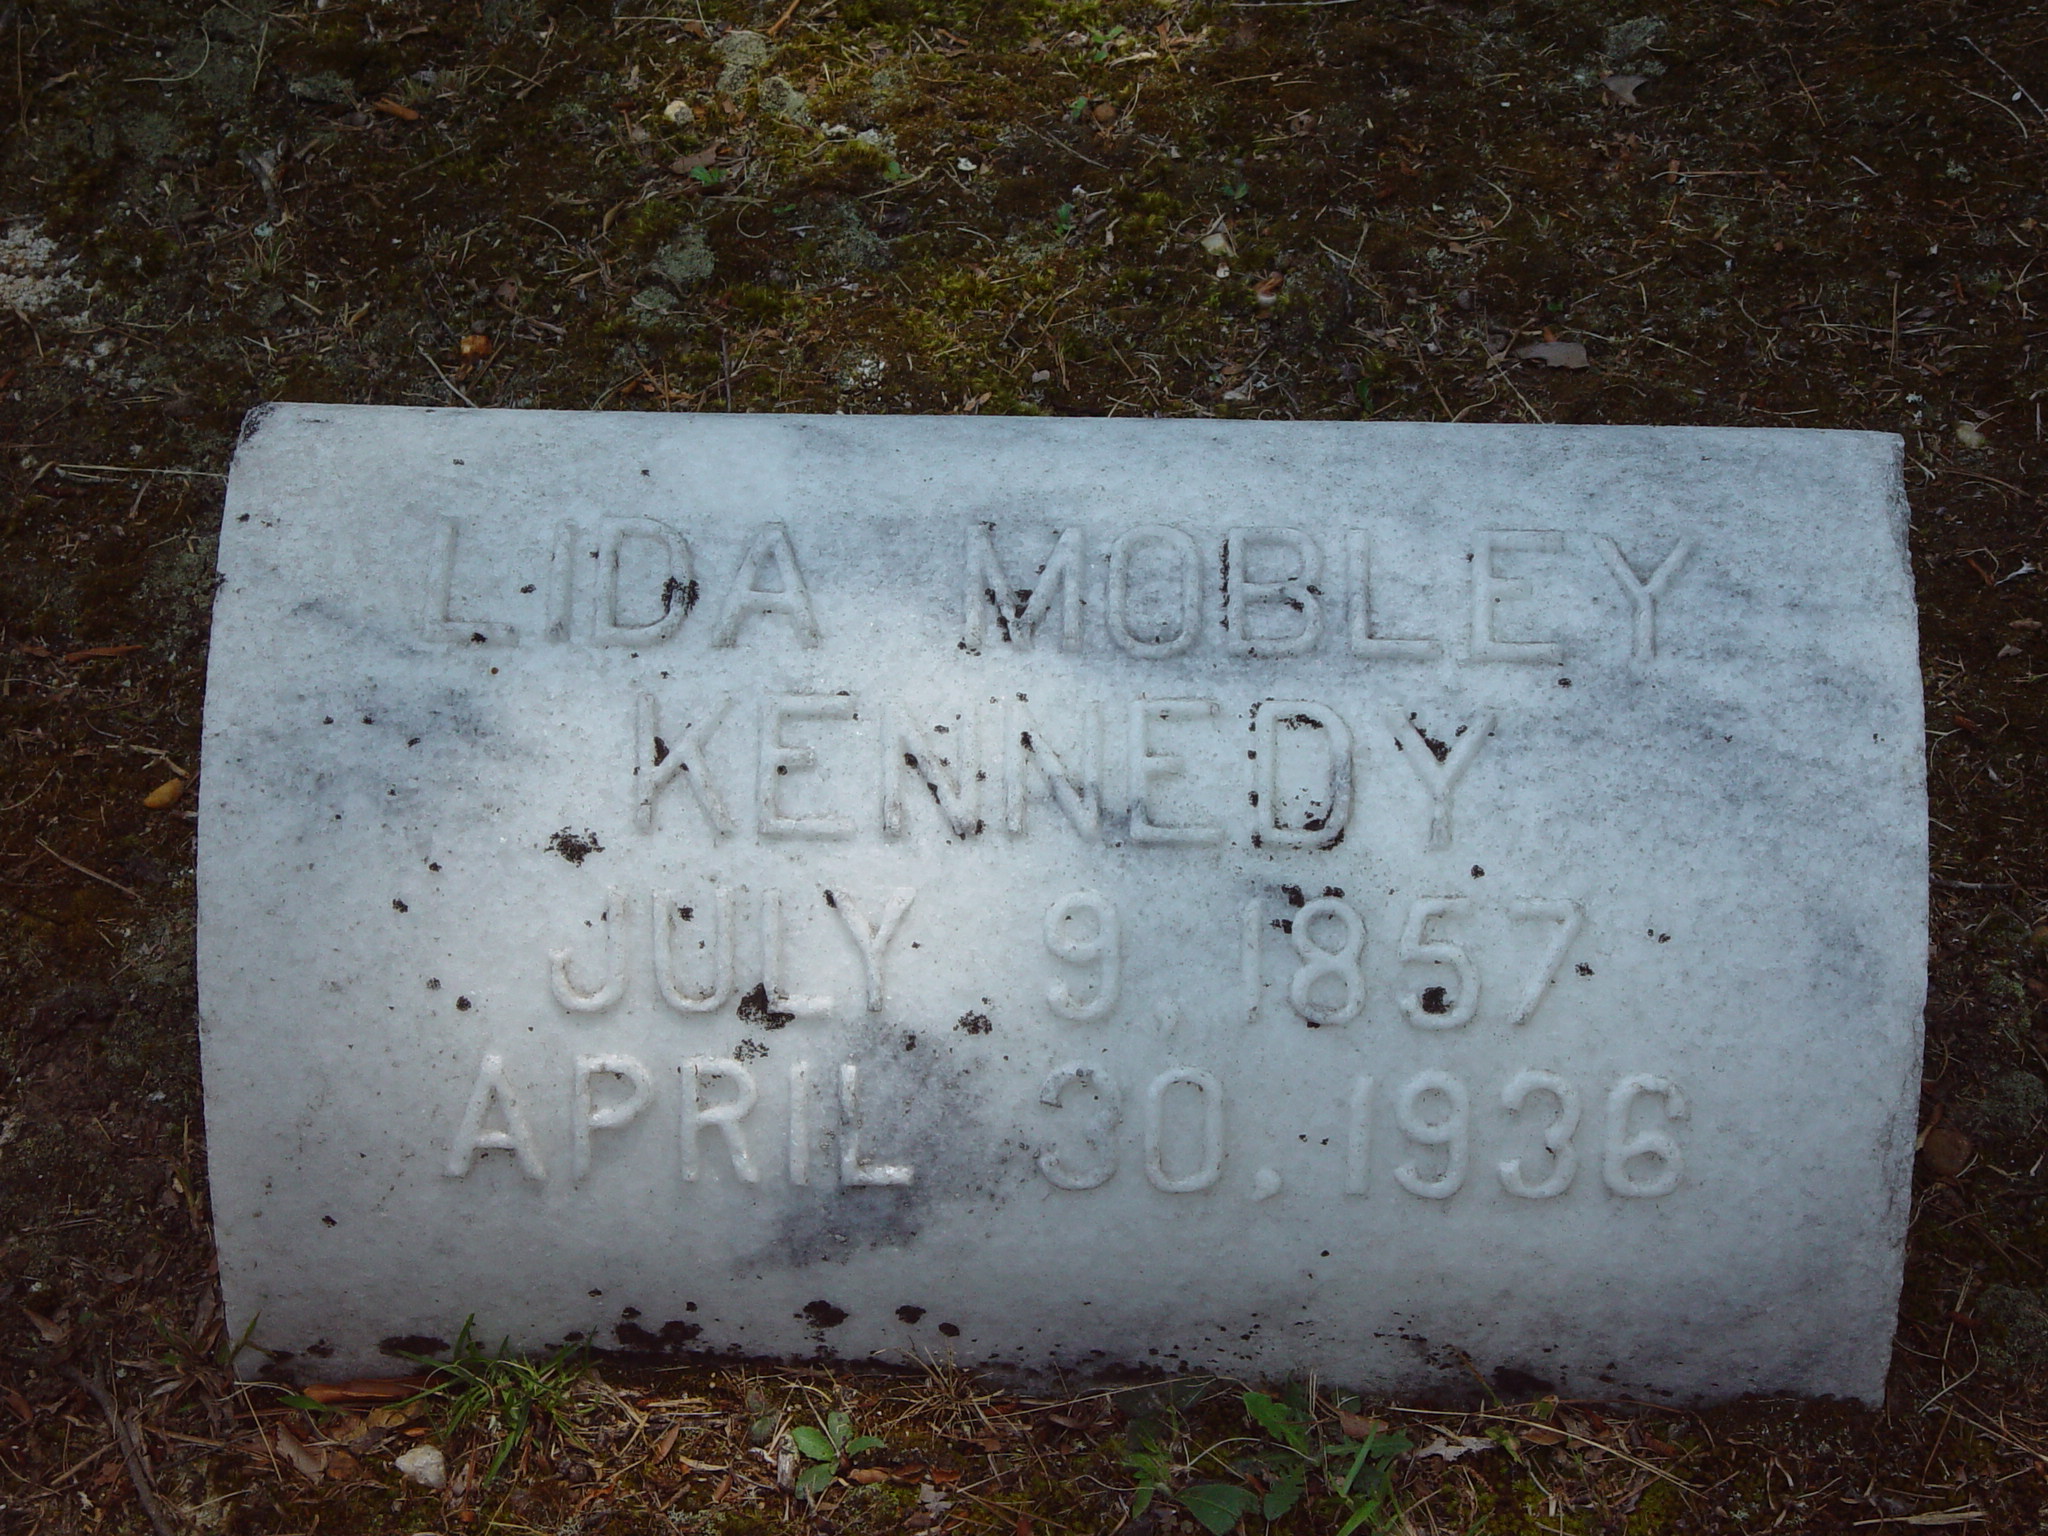 LIDA MOBLEY
KENNEDY
JULY 9, 1857
APRIL 30, 1936